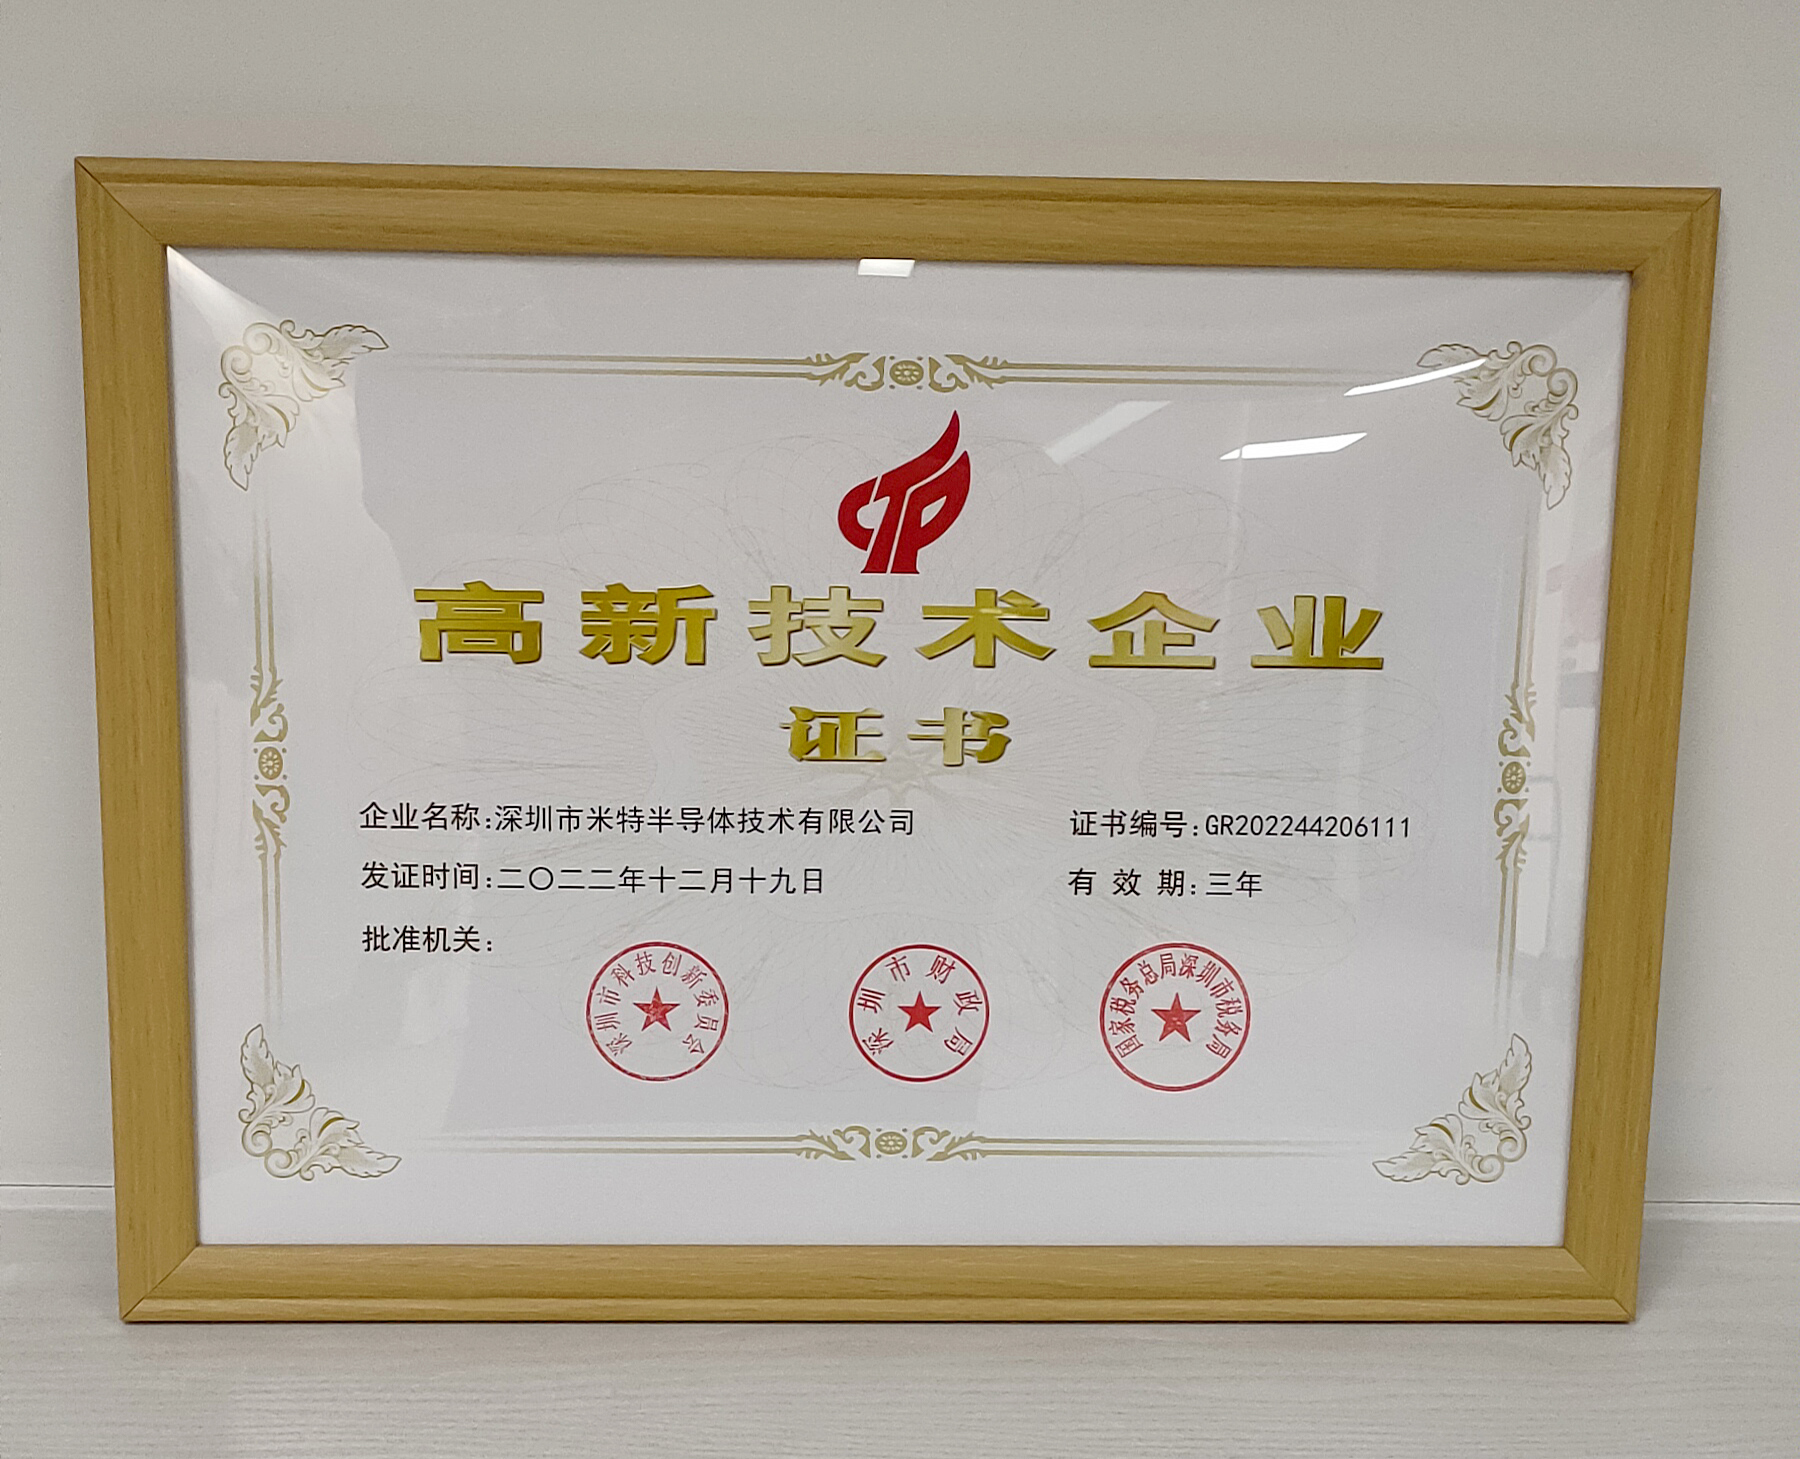 高新技术企业
证书
企业名称:深圳市米特半导体技术有限公司
证书编号:GR202244206111
发证时间:二〇二二年十二月十九日
有效期:三年
批准机关:
深圳市科技创新委员会
深圳市财政局
国家税务总局深圳市税务局